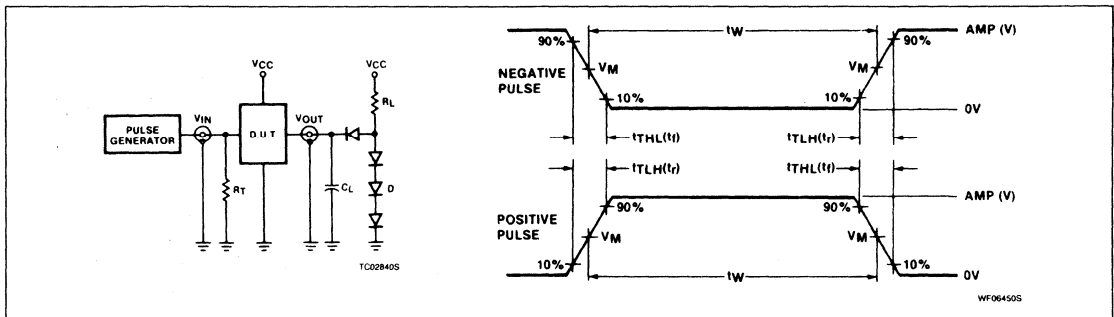 VCC
VCC
RL
VIN
VOUT
PULSE
GENERATOR
D.U.T
RT
CL
D
TC02840S
tW
AMP (V)
90%
90%
NEGATIVE
PULSE
VM
VM
10%
10%
0V
tTHL(tf)
tTLH(tr)
tTLH(tr)
tTHL(tf)
AMP (V)
90%
90%
POSITIVE
PULSE
VM
VM
10%
10%
tW
0V
WF06450S